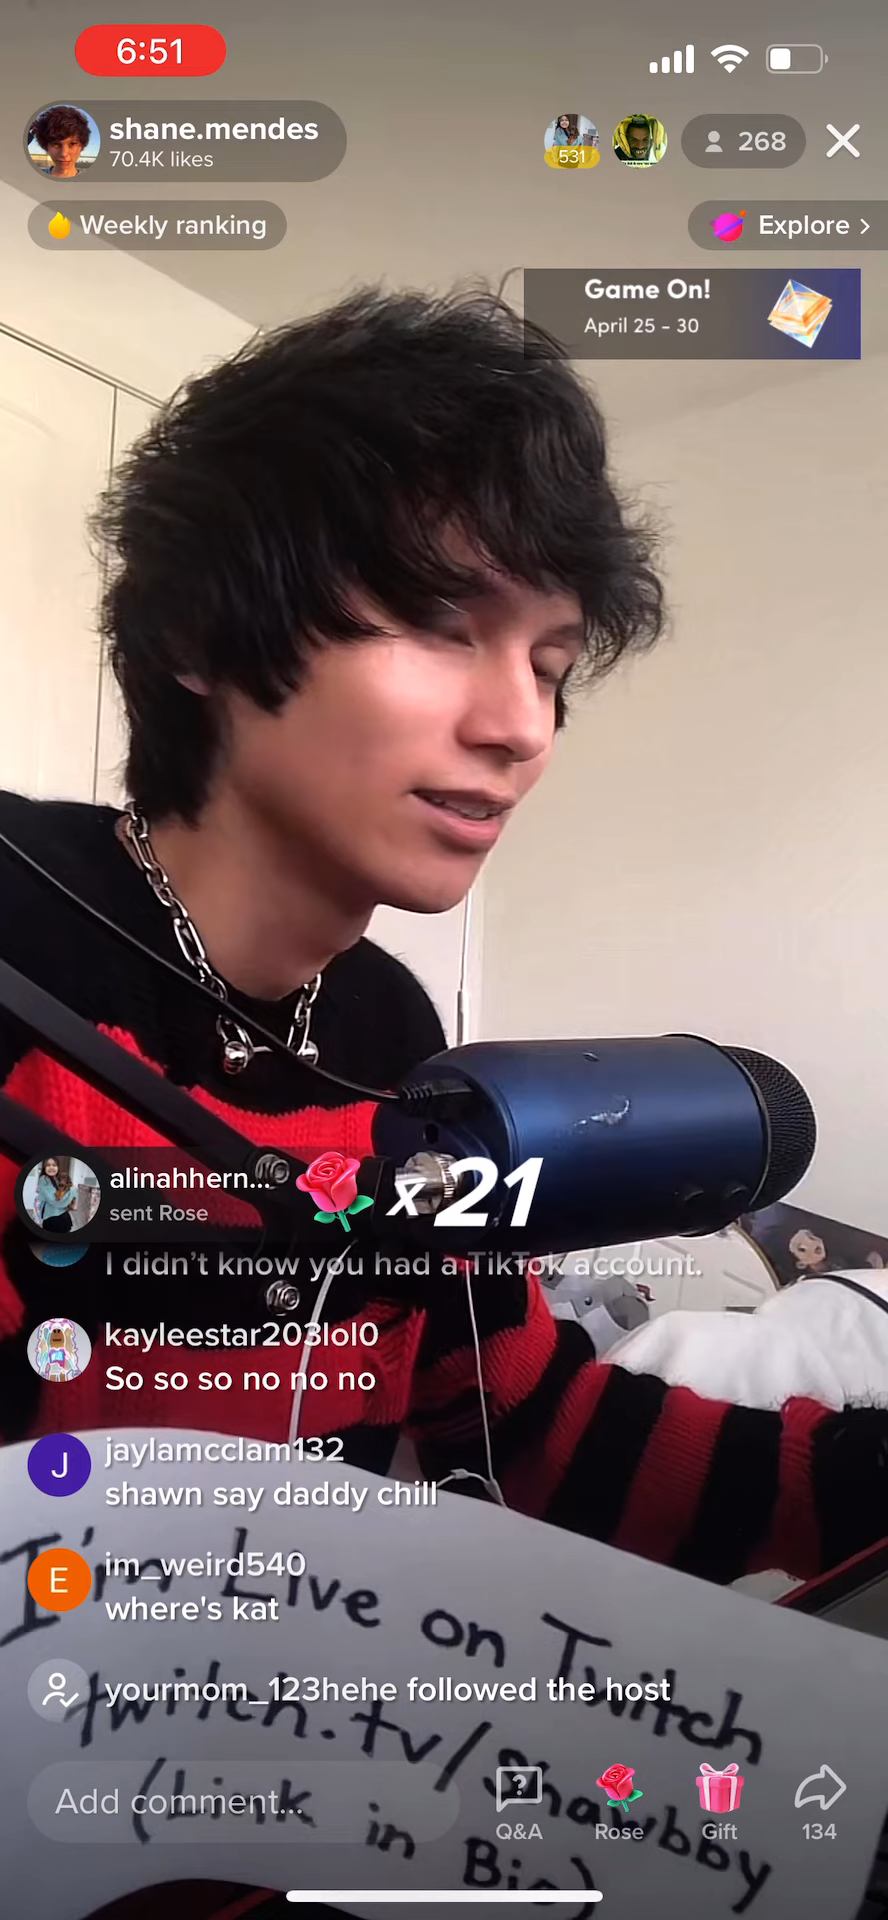 6:51
shane.mendes
70.4K likes
531
268
Weekly ranking
Explore >
Game On!
April 25 - 30
alinahhern...
sent Rose
x 21
I didn't know you had a TikTok account.
kayleestar203lol0
So so so no no no
J
jaylamcclam132
shawn say daddy chill
E
im_weird540
where's kat
yourmom_123hehe followed the host
I'm Live on Twitch
twitch.tv/Shawbby
(Link in Bio)
Add comment...
Q&A
Rose
Gift
134